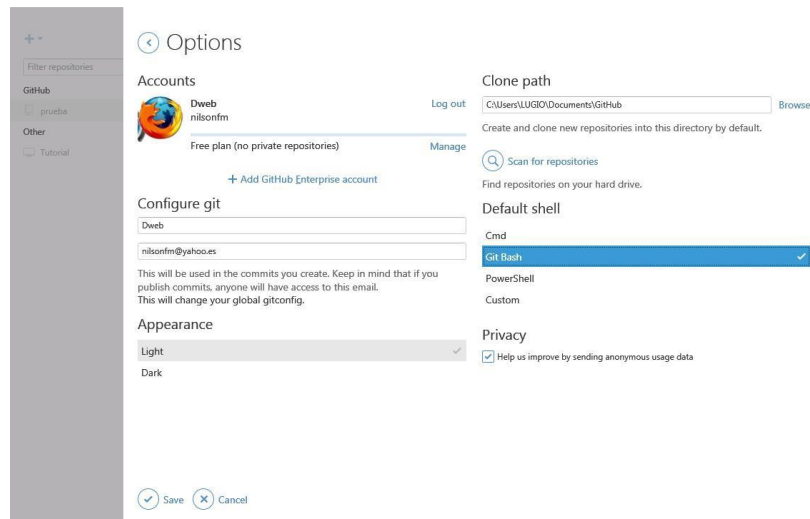 Filter repositories
GitHub
prueba
Other
Tutorial
Options
Accounts
Dweb
Log out
nilsonfm
Free plan (no private repositories)
Manage
+ Add GitHub Enterprise account
Configure git
Dweb
nilsonfm@yahoo.es
This will be used in the commits you create. Keep in mind that if you
publish commits, anyone will have access to this email.
This will change your global gitconfig.
Appearance
Light
Dark
Save
Cancel
Clone path
C:\Users\LUGIO\Documents\GitHub
Browse
Create and clone new repositories into this directory by default.
Scan for repositories
Find repositories on your hard drive.
Default shell
Cmd
Git Bash
PowerShell
Custom
Privacy
Help us improve by sending anonymous usage data